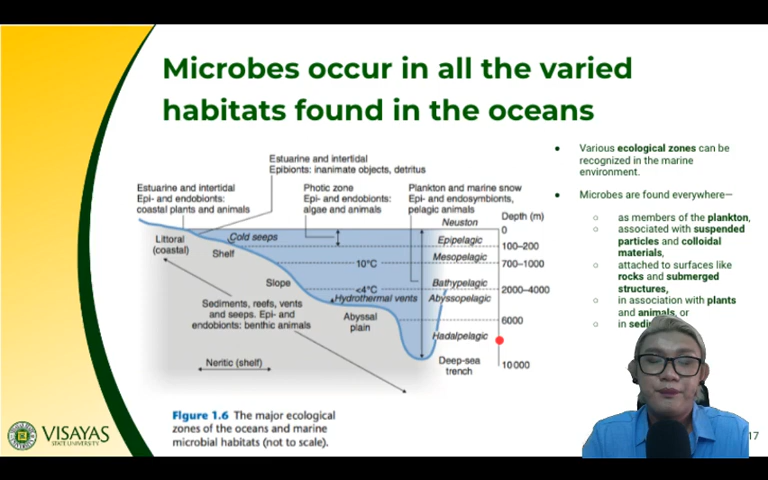 Microbes occur in all the varied
habitats found in the oceans
Estuarine and intertidal
Epibionts: inanimate objects, detritus
Estuarine and intertidal
Epi- and endobionts:
coastal plants and animals
Photic zone
Epi- and endobionts:
algae and animals
Plankton and marine snow
Epi- and endosymbionts,
pelagic animals
Neuston
Depth (m)
0
Littoral
(coastal)
Cold seeps
Shelf
Epipelagic
100–200
10°C
Mesopelagic
700–1000
Slope
<4°C
Bathypelagic
2000–4000
Hydrothermal vents
Abyssopelagic
Sediments, reefs, vents
and seeps. Epi- and
endobionts: benthic animals
Abyssal
plain
6000
Hadalpelagic
Neritic (shelf)
Deep-sea
trench
10 000
Figure 1.6 The major ecological
zones of the oceans and marine
microbial habitats (not to scale).
● Various ecological zones can be
recognized in the marine
environment.
● Microbes are found everywhere—
○ as members of the plankton,
○ associated with suspended
particles and colloidal
materials,
○ attached to surfaces like
rocks and submerged
structures,
○ in association with plants
and animals, or
○ in
VISAYAS
STATE UNIVERSITY
17